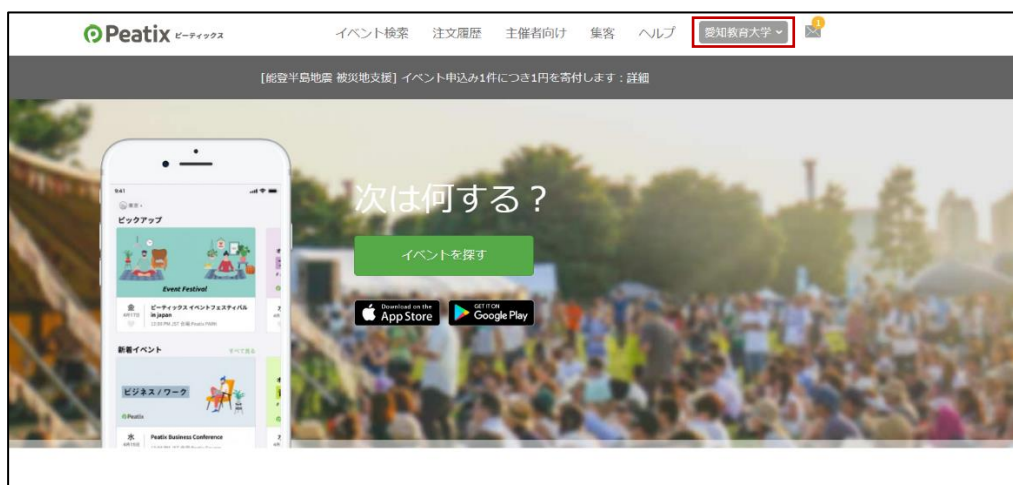 Peatix ピーティックス
イベント検索 注文履歴 主催者向け 集客 ヘルプ 愛知教育大学 1
[能登半島地震 被災地支援] イベント申込み1件につき1円を寄付します：詳細
次は何する？
イベントを探す
Download on the App Store
GET IT ON Google Play
9:41
東京
ピックアップ
Event Festival
金
ピーティックス イベントフェスティバル
in Japan
新着イベント すべて見る
ビジネス / ワーク
Peatix
水
Peatix Business Conference